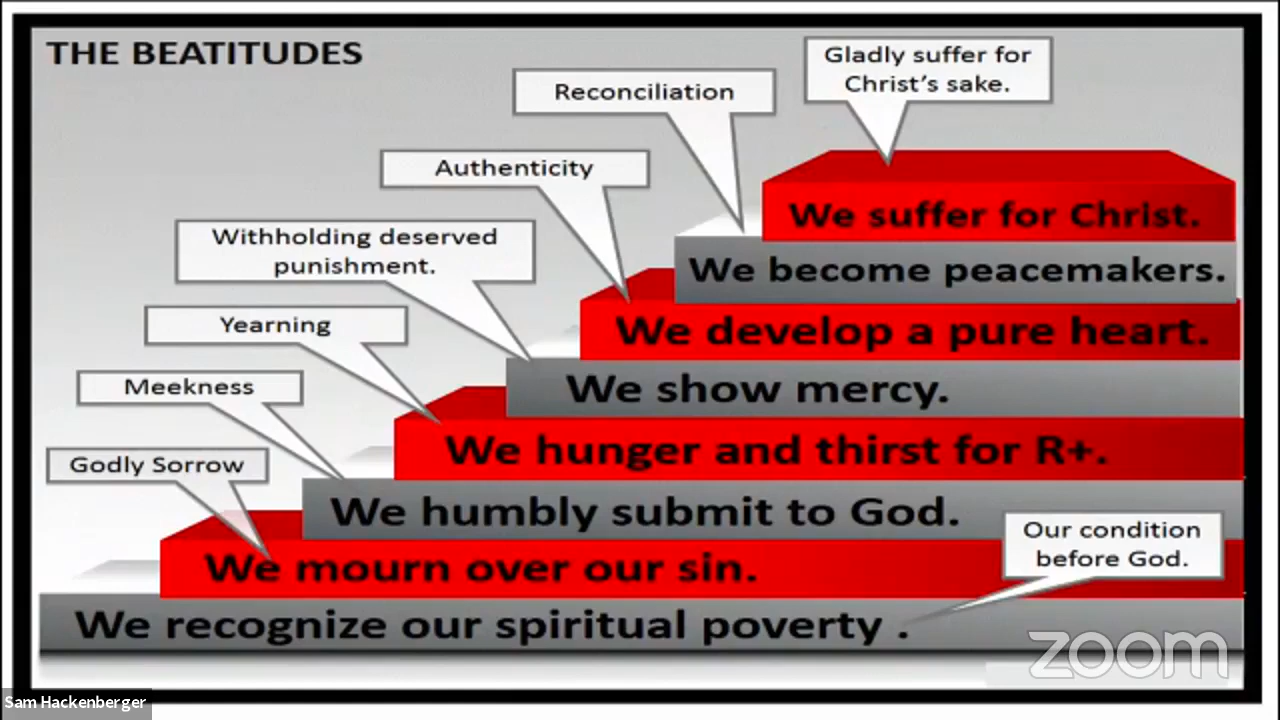 THE BEATITUDES
Gladly suffer for
Christ's sake.
Reconciliation
Authenticity
We suffer for Christ.
Withholding deserved
punishment.
We become peacemakers.
Yearning
We develop a pure heart.
Meekness
We show mercy.
Godly Sorrow
We hunger and thirst for R+.
We humbly submit to God.
Our condition
before God.
We mourn over our sin.
We recognize our spiritual poverty .
zoom
Sam Hackenberger